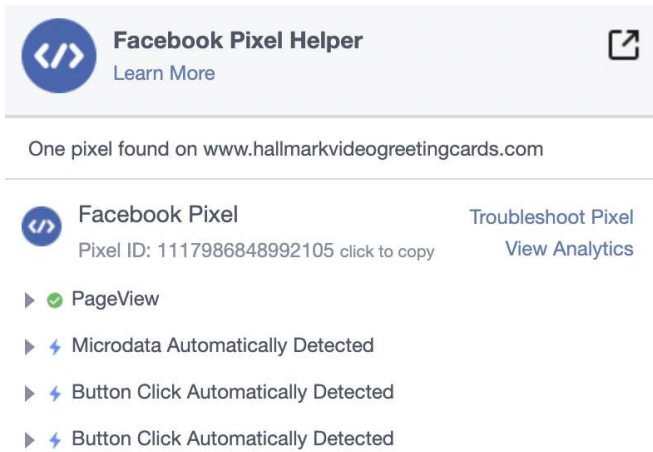 Facebook Pixel Helper
Learn More
One pixel found on www.hallmarkvideogreetingcards.com
Facebook Pixel
Troubleshoot Pixel
Pixel ID: 1117986848992105 click to copy
View Analytics
PageView
Microdata Automatically Detected
Button Click Automatically Detected
Button Click Automatically Detected